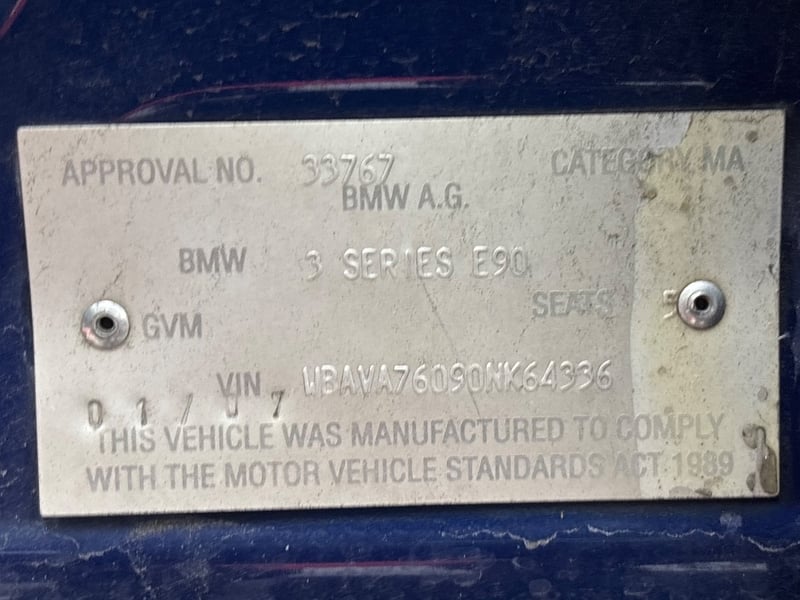 APPROVAL NO. 33767 CATEGORY MA
BMW A.G.
BMW 3 SERIES E90
SEATS 5
GVM
VIN WBAVA76090NK64336
01/07
THIS VEHICLE WAS MANUFACTURED TO COMPLY
WITH THE MOTOR VEHICLE STANDARDS ACT 1989